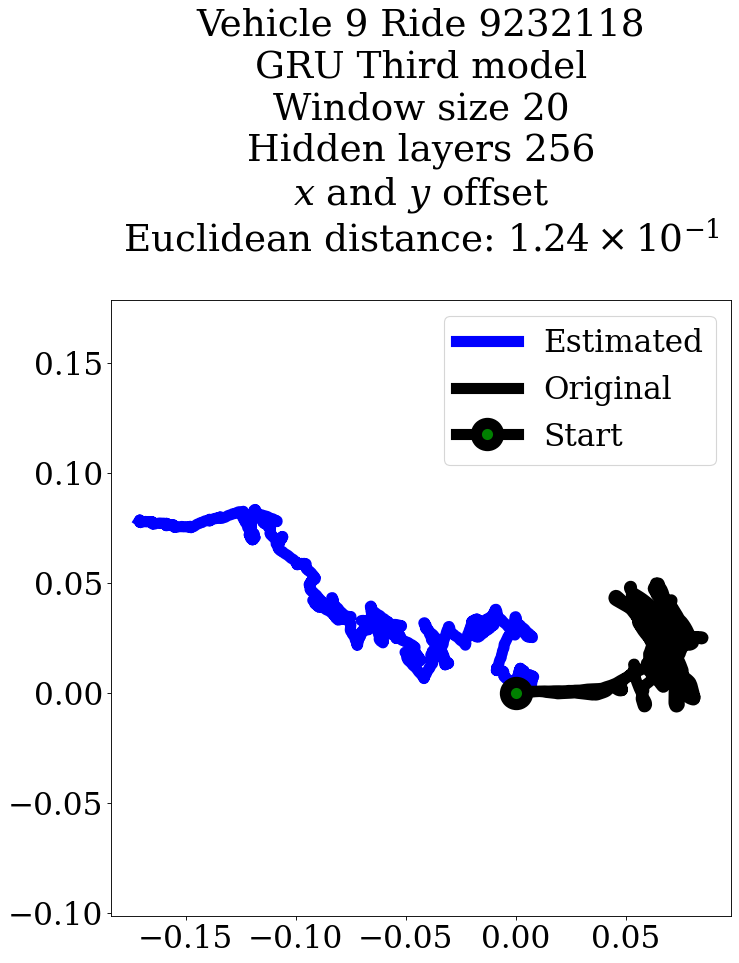 Vehicle 9 Ride 9232118
GRU Third model
Window size 20
Hidden layers 256
x and y offset
Euclidean distance: 1.24 × 10⁻¹
Estimated
Original
Start
0.15
0.10
0.05
0.00
−0.05
−0.10
−0.15 −0.10 −0.05 0.00 0.05